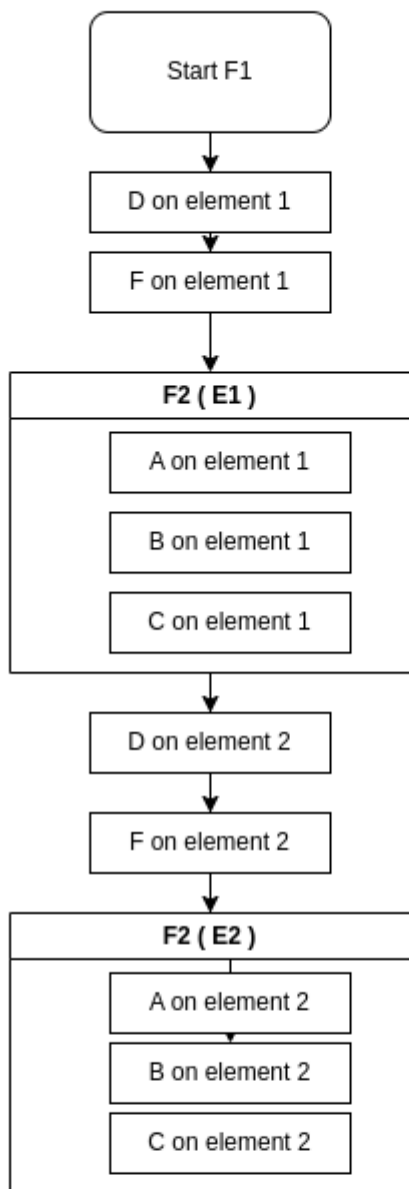 Start F1
D on element 1
F on element 1
F2 ( E1 )
A on element 1
B on element 1
C on element 1
D on element 2
F on element 2
F2 ( E2 )
A on element 2
B on element 2
C on element 2